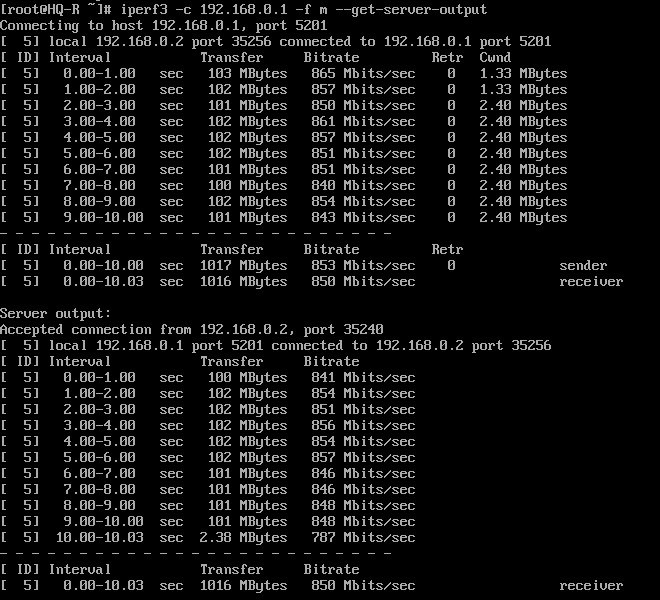 [root@HQ-R ~]# iperf3 -c 192.168.0.1 -f m --get-server-output
Connecting to host 192.168.0.1, port 5201
[  5] local 192.168.0.2 port 35256 connected to 192.168.0.1 port 5201
[ ID] Interval           Transfer     Bitrate         Retr  Cwnd
[  5]   0.00-1.00   sec   103 MBytes   865 Mbits/sec    0   1.33 MBytes
[  5]   1.00-2.00   sec   102 MBytes   857 Mbits/sec    0   1.33 MBytes
[  5]   2.00-3.00   sec   101 MBytes   850 Mbits/sec    0   2.40 MBytes
[  5]   3.00-4.00   sec   102 MBytes   861 Mbits/sec    0   2.40 MBytes
[  5]   4.00-5.00   sec   102 MBytes   857 Mbits/sec    0   2.40 MBytes
[  5]   5.00-6.00   sec   102 MBytes   851 Mbits/sec    0   2.40 MBytes
[  5]   6.00-7.00   sec   101 MBytes   851 Mbits/sec    0   2.40 MBytes
[  5]   7.00-8.00   sec   100 MBytes   840 Mbits/sec    0   2.40 MBytes
[  5]   8.00-9.00   sec   102 MBytes   854 Mbits/sec    0   2.40 MBytes
[  5]   9.00-10.00  sec   101 MBytes   843 Mbits/sec    0   2.40 MBytes
- - - - - - - - - - - - - - - - - - - - - - - - -
[ ID] Interval           Transfer     Bitrate         Retr
[  5]   0.00-10.00  sec  1017 MBytes   853 Mbits/sec    0             sender
[  5]   0.00-10.03  sec  1016 MBytes   850 Mbits/sec                  receiver
Server output:
Accepted connection from 192.168.0.2, port 35240
[  5] local 192.168.0.1 port 5201 connected to 192.168.0.2 port 35256
[ ID] Interval           Transfer     Bitrate
[  5]   0.00-1.00   sec   100 MBytes   841 Mbits/sec
[  5]   1.00-2.00   sec   102 MBytes   854 Mbits/sec
[  5]   2.00-3.00   sec   102 MBytes   851 Mbits/sec
[  5]   3.00-4.00   sec   102 MBytes   856 Mbits/sec
[  5]   4.00-5.00   sec   102 MBytes   854 Mbits/sec
[  5]   5.00-6.00   sec   102 MBytes   857 Mbits/sec
[  5]   6.00-7.00   sec   101 MBytes   846 Mbits/sec
[  5]   7.00-8.00   sec   101 MBytes   846 Mbits/sec
[  5]   8.00-9.00   sec   101 MBytes   848 Mbits/sec
[  5]   9.00-10.00  sec   101 MBytes   848 Mbits/sec
[  5]  10.00-10.03  sec  2.38 MBytes   787 Mbits/sec
- - - - - - - - - - - - - - - - - - - - - - - - -
[ ID] Interval           Transfer     Bitrate
[  5]   0.00-10.03  sec  1016 MBytes   850 Mbits/sec                  receiver